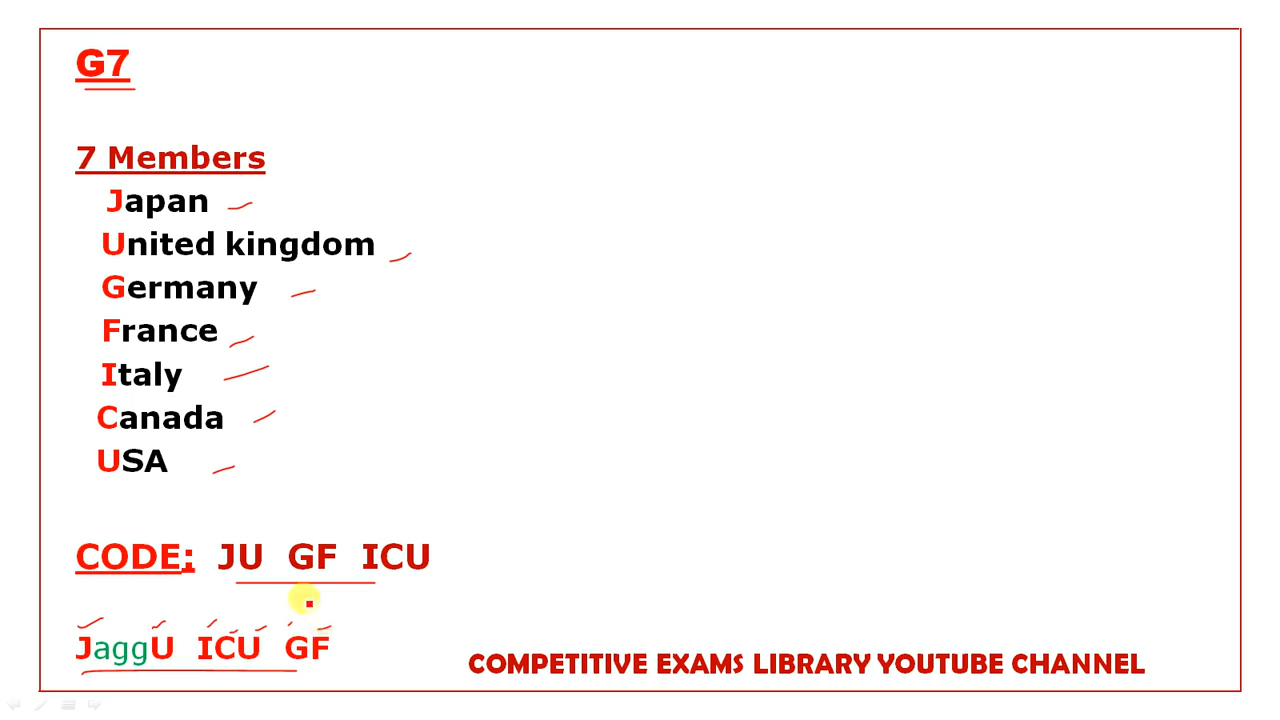 G7
7 Members
Japan
United kingdom
Germany
France
Italy
Canada
USA
CODE: JU GF ICU
JaggU ICU GF
COMPETITIVE EXAMS LIBRARY YOUTUBE CHANNEL